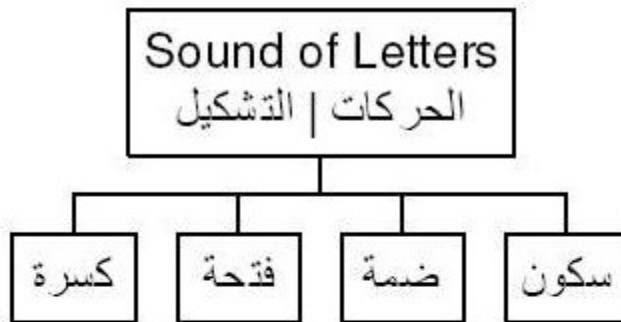 Sound of Letters
الحركات | التشكيل
سكون
ضمة
فتحة
كسرة